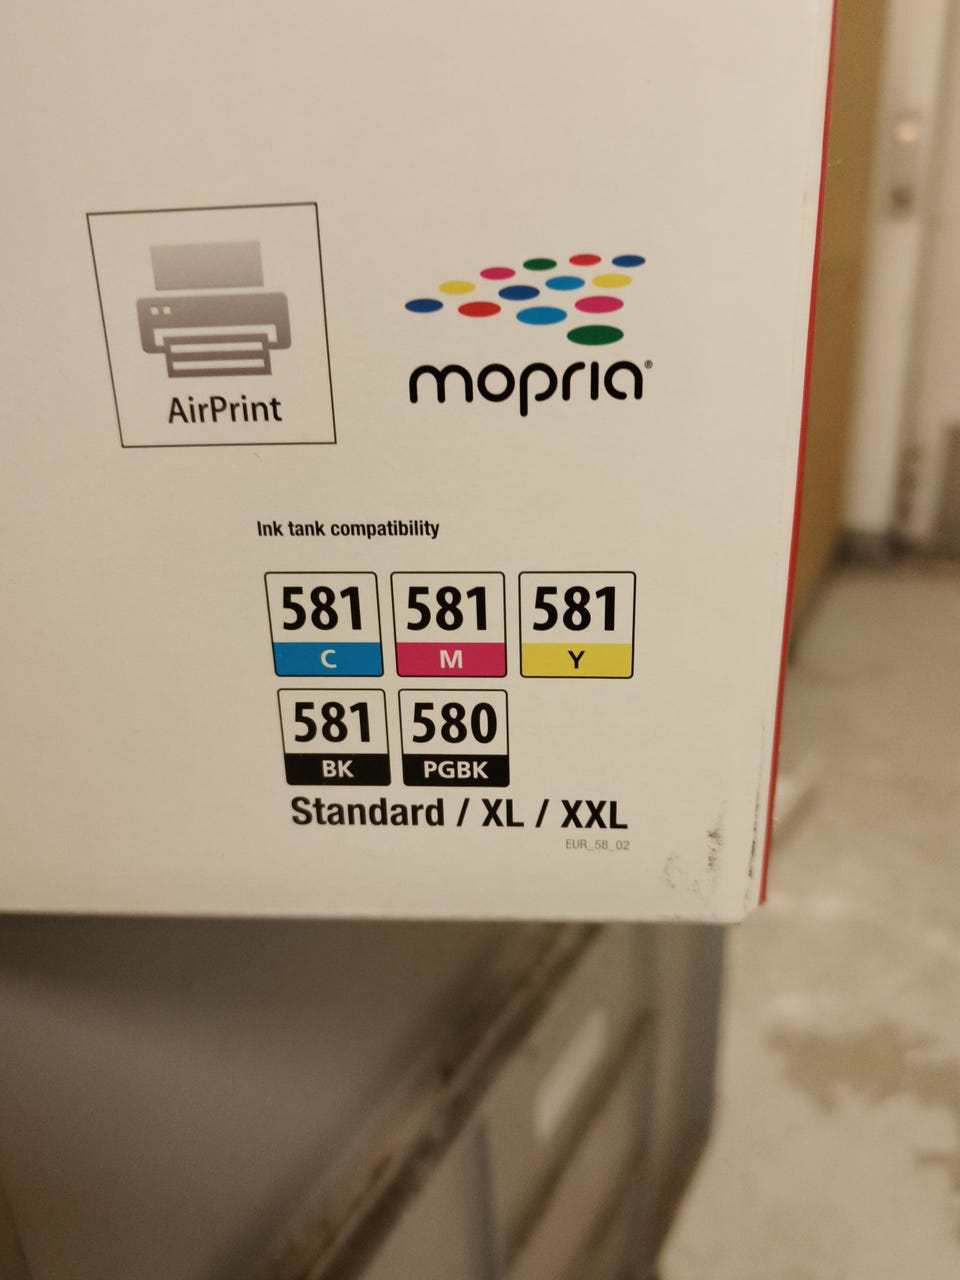 AirPrint
mopria®
Ink tank compatibility
581 581 581
C M Y
581 580
BK PGBK
Standard / XL / XXL
EUR_58_02